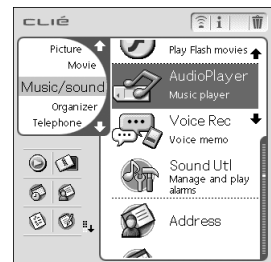 CLIÉ
i
Picture
Movie
Music/sound
Organizer
Telephone
Play Flash movies
AudioPlayer
Music player
Voice Rec
Voice memo
Sound Utl
Manage and play
alarms
Address